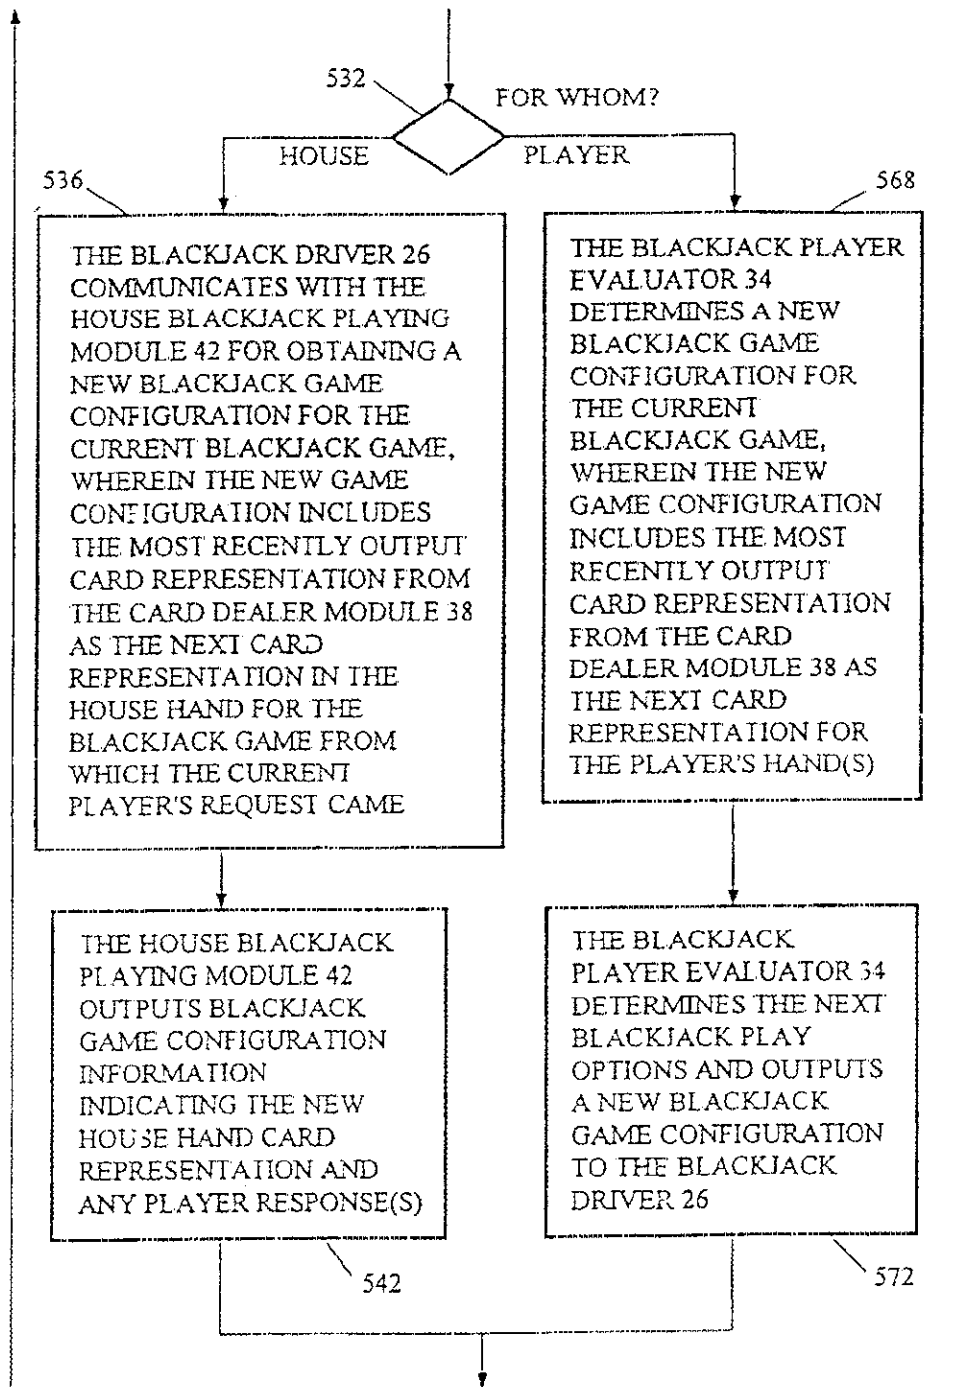 532
FOR WHOM?
HOUSE
PLAYER
536
THE BLACKJACK DRIVER 26
COMMUNICATES WITH THE
HOUSE BLACKJACK PLAYING
MODULE 42 FOR OBTAINING A
NEW BLACKJACK GAME
CONFIGURATION FOR THE
CURRENT BLACKJACK GAME,
WHEREIN THE NEW GAME
CONFIGURATION INCLUDES
THE MOST RECENTLY OUTPUT
CARD REPRESENTATION FROM
THE CARD DEALER MODULE 38
AS THE NEXT CARD
REPRESENTATION IN THE
HOUSE HAND FOR THE
BLACKJACK GAME FROM
WHICH THE CURRENT
PLAYER'S REQUEST CAME
568
THE BLACKJACK PLAYER
EVALUATOR 34
DETERMINES A NEW
BLACKJACK GAME
CONFIGURATION FOR
THE CURRENT
BLACKJACK GAME,
WHEREIN THE NEW
GAME CONFIGURATION
INCLUDES THE MOST
RECENTLY OUTPUT
CARD REPRESENTATION
FROM THE CARD
DEALER MODULE 38 AS
THE NEXT CARD
REPRESENTATION FOR
THE PLAYER'S HAND(S)
THE HOUSE BLACKJACK
PLAYING MODULE 42
OUTPUTS BLACKJACK
GAME CONFIGURATION
INFORMATION
INDICATING THE NEW
HOUSE HAND CARD
REPRESENTATION AND
ANY PLAYER RESPONSE(S)
542
THE BLACKJACK
PLAYER EVALUATOR 34
DETERMINES THE NEXT
BLACKJACK PLAY
OPTIONS AND OUTPUTS
A NEW BLACKJACK
GAME CONFIGURATION
TO THE BLACKJACK
DRIVER 26
572